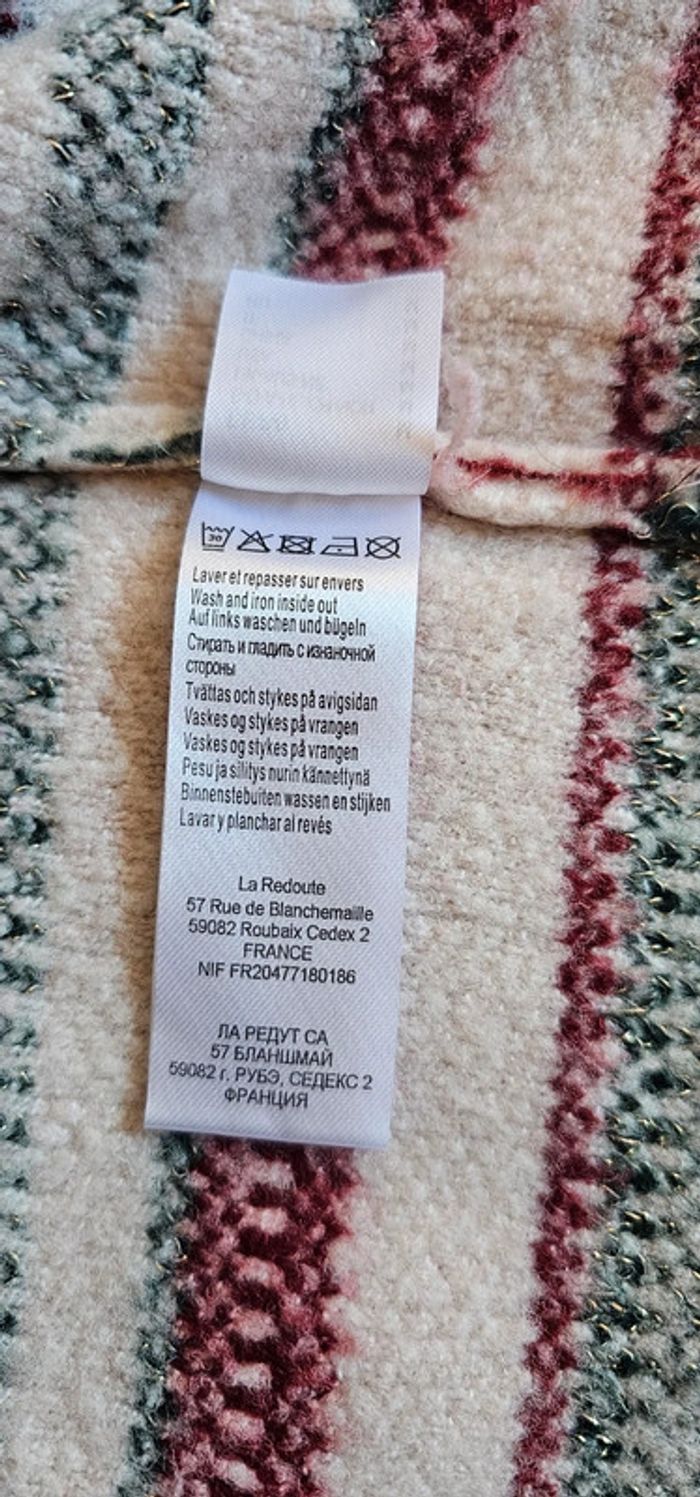 30
Laver et repasser sur envers
Wash and iron inside out
Auf links waschen und bügeln
Стирать и гладить с изнаночной
стороны
Tvättas och stykes på avigsidan
Vaskes og stykes på vrangen
Vaskes og stykes på vrangen
Pesu ja silitys nurin kännettynä
Binnenstebuiten wassen en stijken
Lavar y planchar al revés
La Redoute
57 Rue de Blanchemaille
59082 Roubaix Cedex 2
FRANCE
NIF FR20477180186
ЛА РЕДУТ СА
57 БЛАНШМАЙ
59082 г. РУБЭ, СЕДЕКС 2
ФРАНЦИЯ